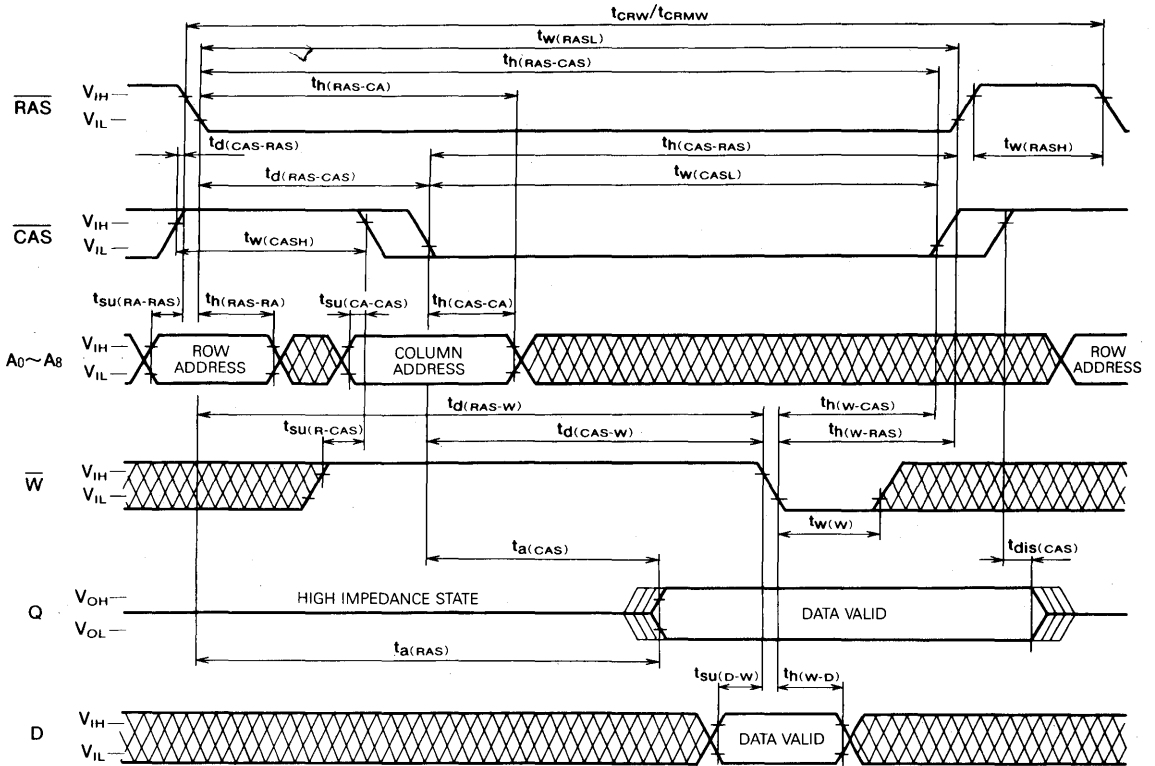 tCRW/tCRMW
tw(RASL)
th(RAS-CAS)
th(RAS-CA)
RAS
VIH
VIL
td(CAS-RAS)
th(CAS-RAS)
tw(RASH)
td(RAS-CAS)
tw(CASL)
CAS
VIH
VIL
tw(CASH)
tsu(RA-RAS)
th(RAS-RA)
tsu(CA-CAS)
th(CAS-CA)
A0~A8
VIH
VIL
ROW
ADDRESS
COLUMN
ADDRESS
ROW
ADDRESS
td(RAS-W)
th(W-CAS)
tsu(R-CAS)
td(CAS-W)
th(W-RAS)
W
VIH
VIL
tw(W)
ta(CAS)
tdis(CAS)
Q
VOH
VOL
HIGH IMPEDANCE STATE
DATA VALID
ta(RAS)
tsu(D-W)
th(W-D)
D
VIH
VIL
DATA VALID